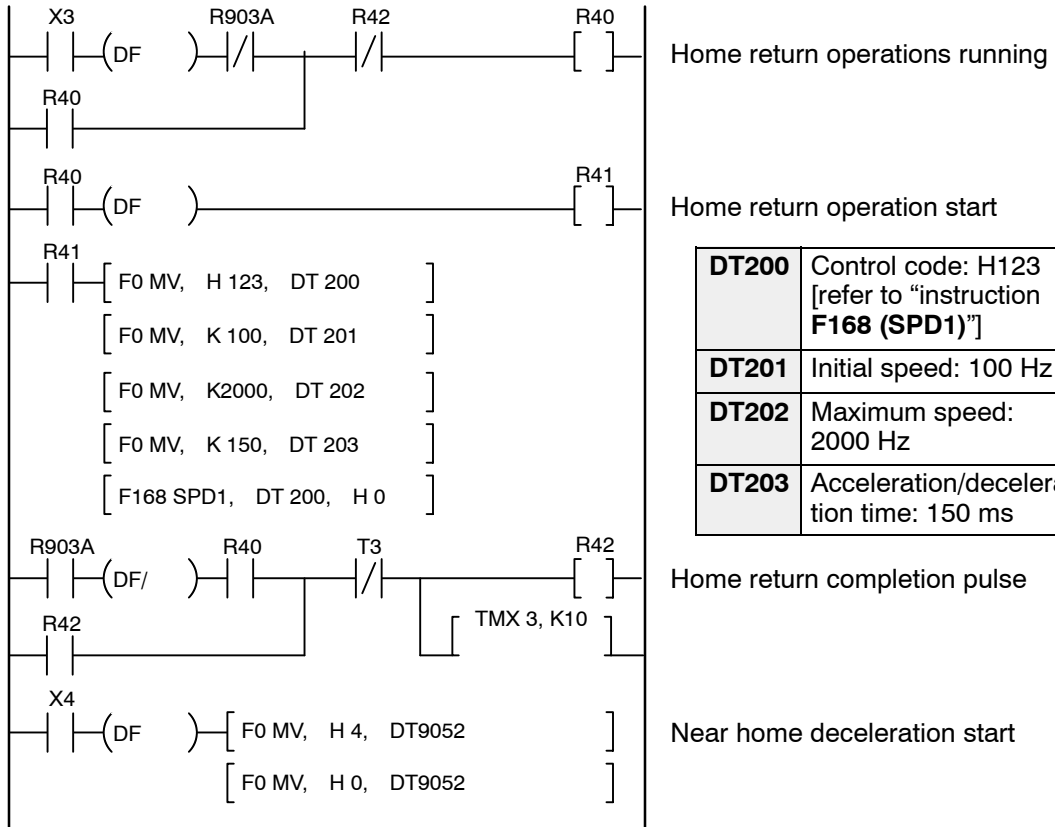 X3 R903A R42 R40
(DF )
Home return operations running
R40
R40 R41
(DF )
Home return operation start
R41
F0 MV, H 123, DT 200
F0 MV, K 100, DT 201
F0 MV, K2000, DT 202
F0 MV, K 150, DT 203
F168 SPD1, DT 200, H 0
DT200 Control code: H123
[refer to “instruction
F168 (SPD1)”]
DT201 Initial speed: 100 Hz
DT202 Maximum speed:
2000 Hz
DT203 Acceleration/decelera
tion time: 150 ms
R903A R40 T3 R42
(DF/ )
Home return completion pulse
TMX 3, K10
R42
X4
(DF ) F0 MV, H 4, DT9052
Near home deceleration start
F0 MV, H 0, DT9052